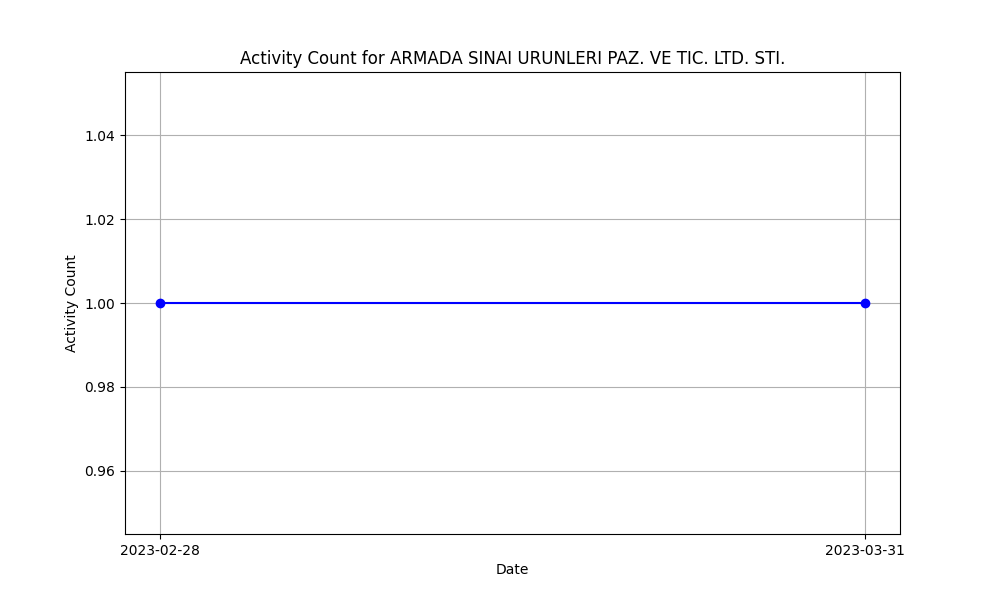 Activity Count for ARMADA SINAI URUNLERI PAZ. VE TIC. LTD. STI.
1.04
1.02
1.00
0.98
0.96
Activity Count
2023-02-28
2023-03-31
Date